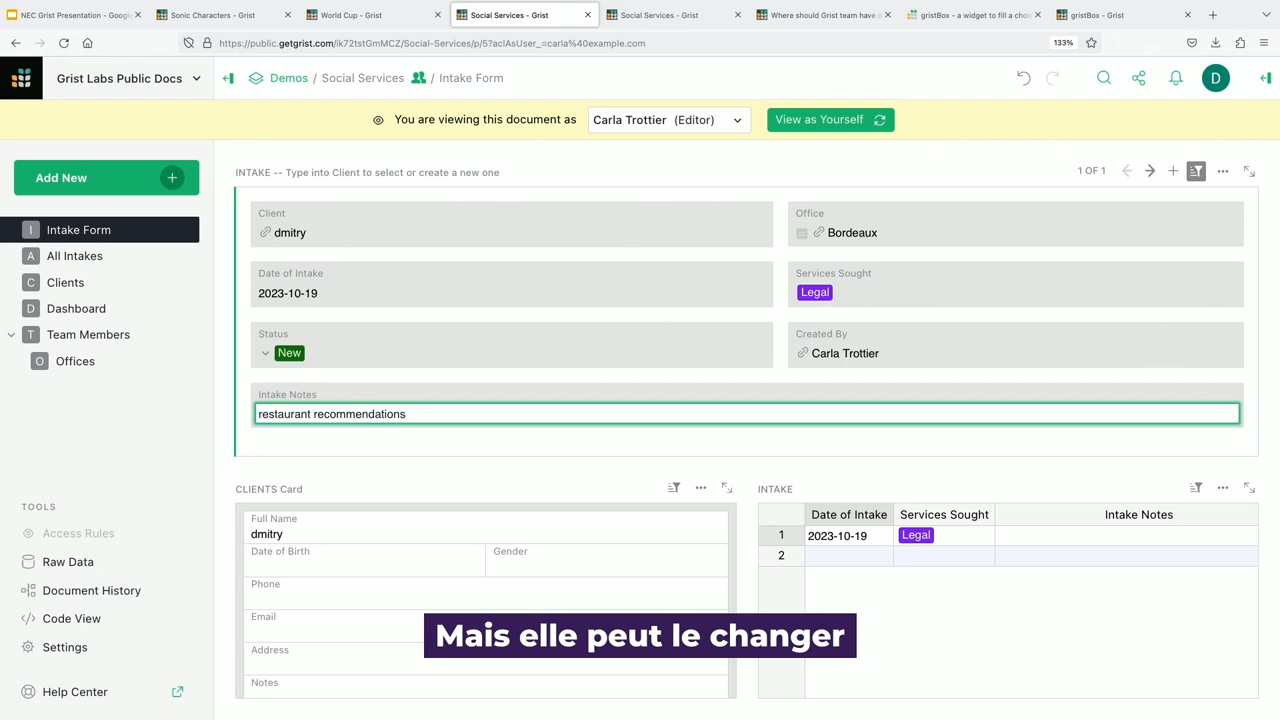 NEC Grist Presentation - Googl
Sonic Characters - Grist
World Cup - Grist
Social Services - Grist
Social Services - Grist
Where should Grist team have o
gristBox – a widget to fill a choic
gristBox - Grist
https://public.getgrist.com/ik72tstGmMCZ/Social-Services/p/5?aclAsUser_=carla%40example.com
133%
Grist Labs Public Docs
Demos / Social Services / Intake Form
D
You are viewing this document as
Carla Trottier (Editor)
View as Yourself
Add New
I Intake Form
A All Intakes
C Clients
D Dashboard
T Team Members
O Offices
TOOLS
Access Rules
Raw Data
Document History
Code View
Settings
Help Center
INTAKE -- Type into Client to select or create a new one
1 OF 1
Client
dmitry
Office
Bordeaux
Date of Intake
2023-10-19
Services Sought
Legal
Status
New
Created By
Carla Trottier
Intake Notes
restaurant recommendations
CLIENTS Card
Full Name
dmitry
Date of Birth
Gender
Phone
Email
Address
Notes
INTAKE
Date of Intake Services Sought Intake Notes
1 2023-10-19 Legal
2
Mais elle peut le changer